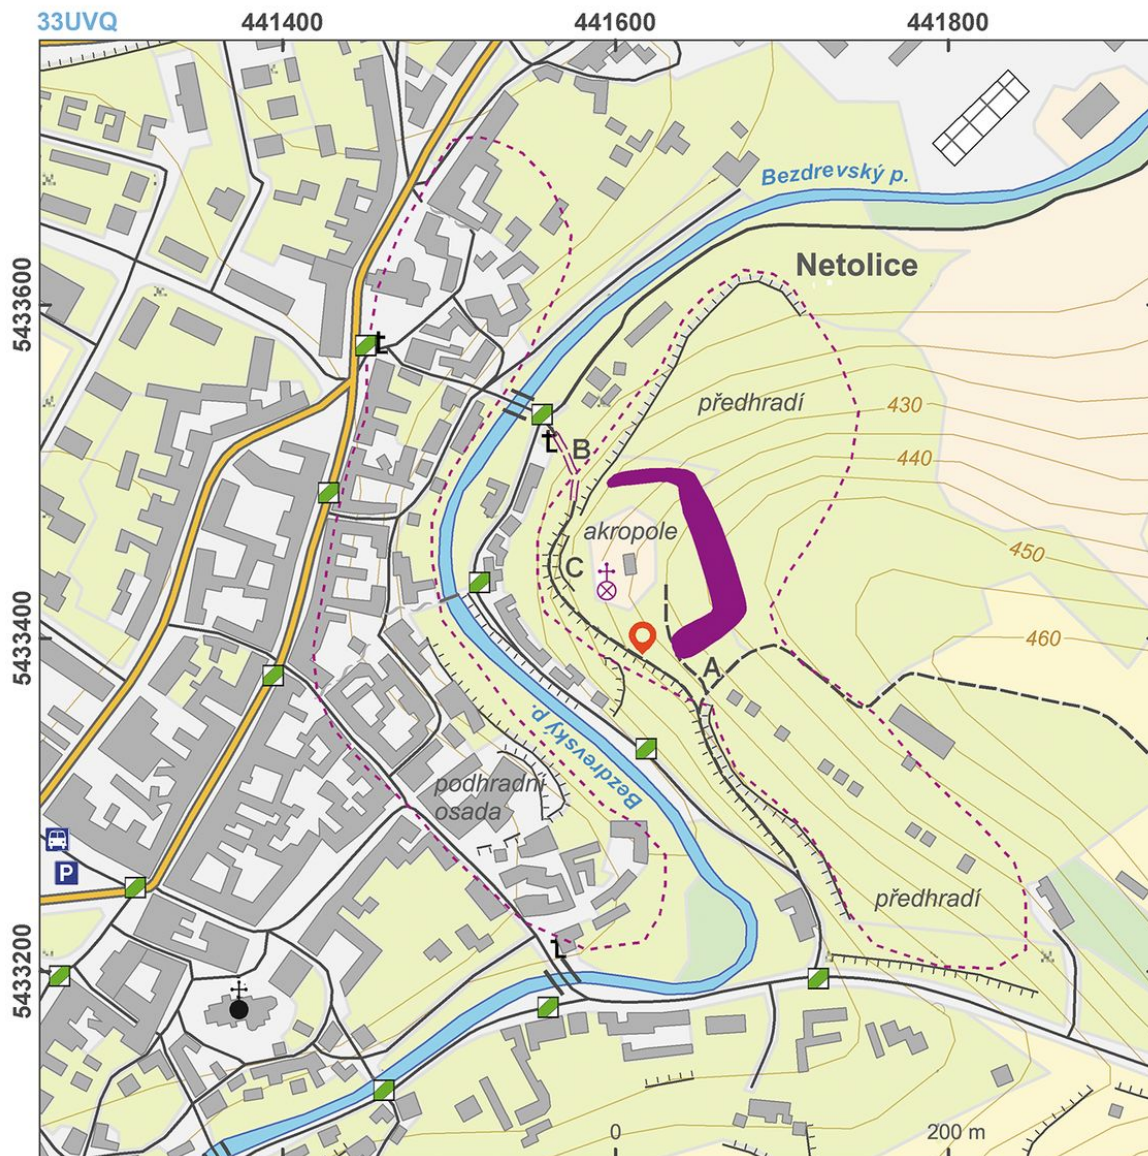 33UVQ
441400
441600
441800
Bezdrevský p.
Netolice
5433600
předhradí
430
B
440
akropole
450
C
5433400
460
A
Bezdrevský p.
podhradní
osada
P
předhradí
5433200
0
200 m